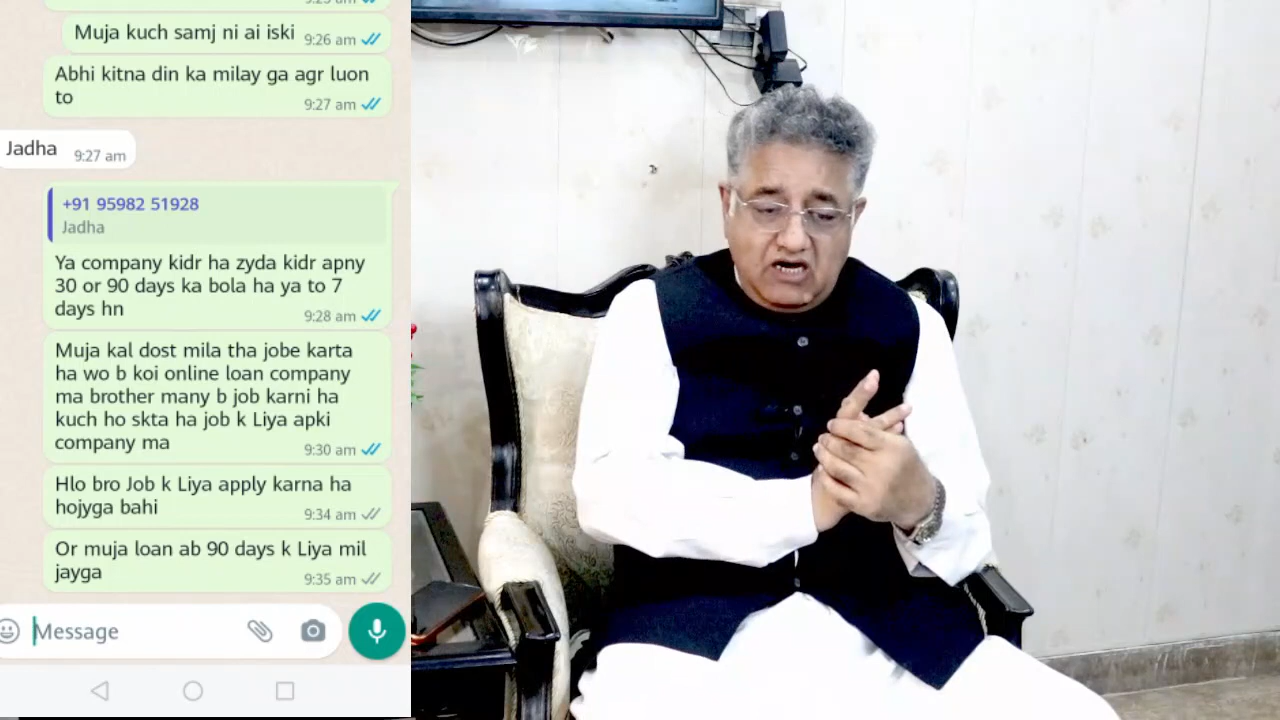 Muja kuch samj ni ai iski 9:26 am
Abhi kitna din ka milay ga agr luon
to 9:27 am
Jadha 9:27 am
+91 95982 51928
Jadha
Ya company kidr ha zyda kidr apny
30 or 90 days ka bola ha ya to 7
days hn 9:28 am
Muja kal dost mila tha jobe karta
ha wo b koi online loan company
ma brother many b job karni ha
kuch ho skta ha job k Liya apki
company ma 9:30 am
Hlo bro Job k Liya apply karna ha
hojyga bahi 9:34 am
Or muja loan ab 90 days k Liya mil
jayga 9:35 am
Message